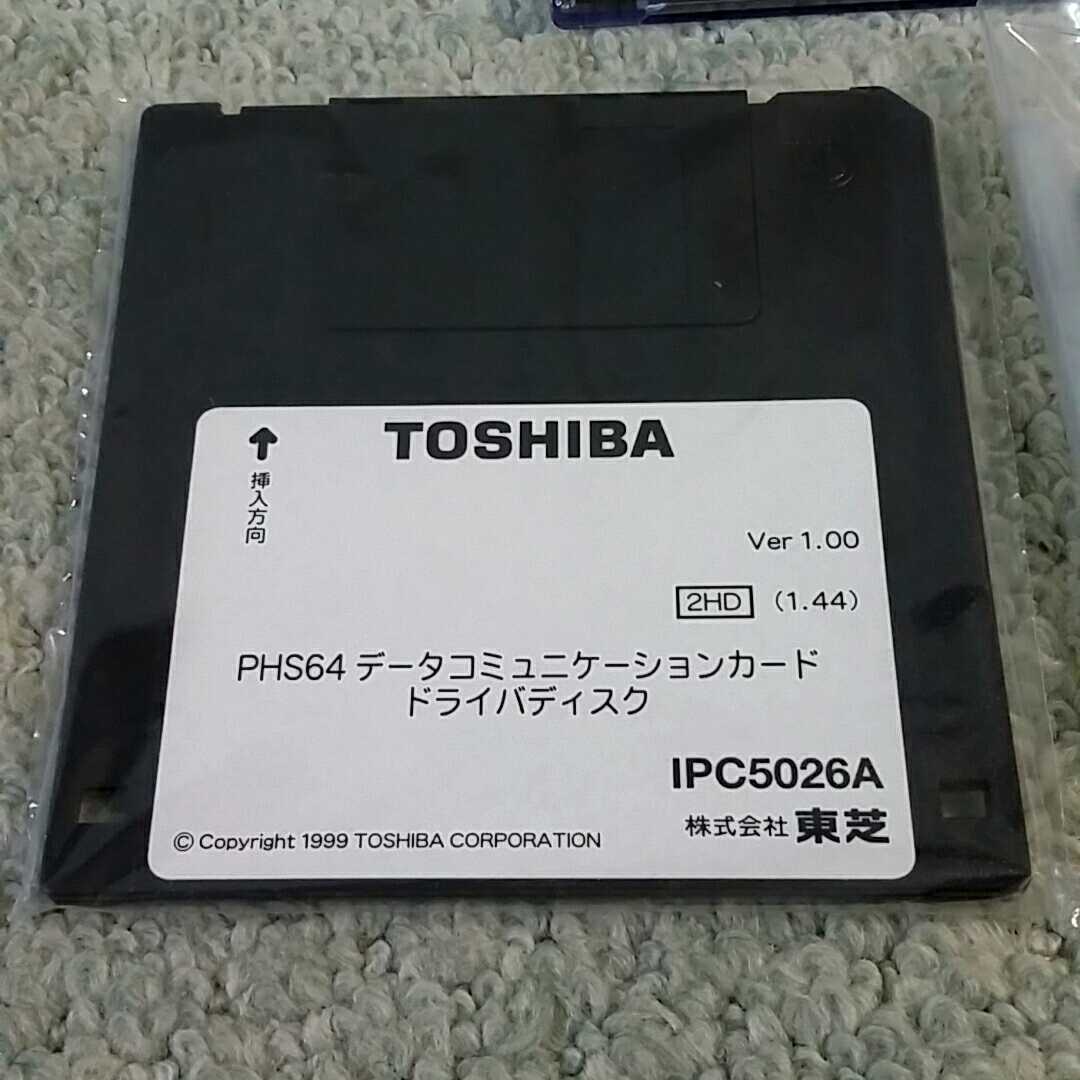 TOSHIBA
↑
挿入方向
Ver 1.00
2HD (1.44)
PHS64 データコミュニケーションカード
ドライバディスク
IPC5026A
株式会社 東芝
© Copyright 1999 TOSHIBA CORPORATION